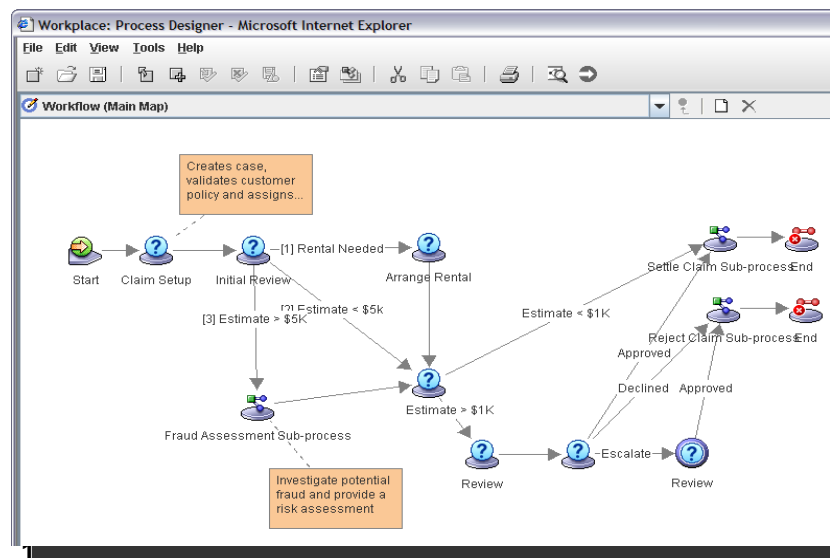 Workplace: Process Designer - Microsoft Internet Explorer
File Edit View Tools Help
Workflow (Main Map)
Creates case,
validates customer
policy and assigns...
Start
Claim Setup
Initial Review
[1] Rental Needed
Arrange Rental
[2] Estimate < $5k
[3] Estimate > $5K
Fraud Assessment Sub-process
Investigate potential
fraud and provide a
risk assessment
Estimate < $1K
Estimate > $1K
Review
Escalate
Review
Approved
Declined
Approved
Settle Claim Sub-process
End
Reject Claim Sub-process
End